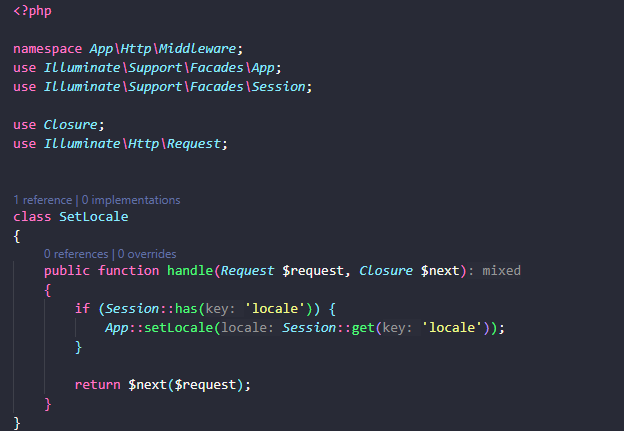 <?php
namespace App\Http\Middleware;
use Illuminate\Support\Facades\App;
use Illuminate\Support\Facades\Session;
use Closure;
use Illuminate\Http\Request;
1 reference | 0 implementations
class SetLocale
{
0 references | 0 overrides
public function handle(Request $request, Closure $next): mixed
{
if (Session::has(key: 'locale')) {
App::setLocale(locale: Session::get(key: 'locale'));
}
return $next($request);
}
}